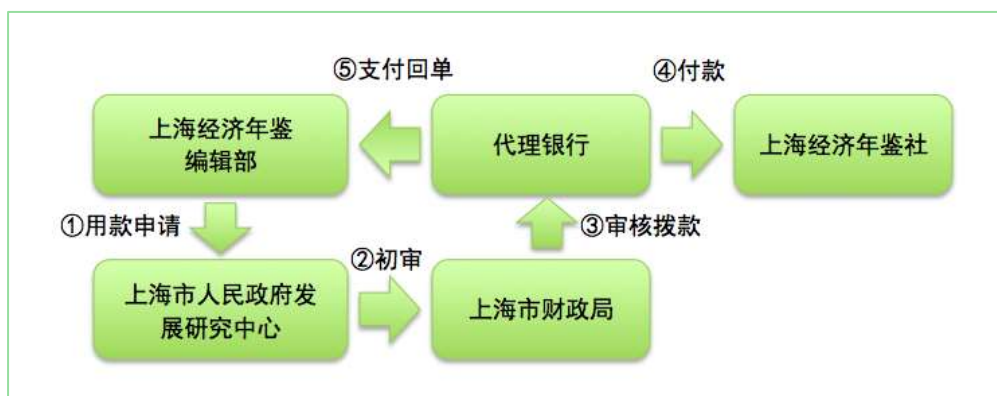 ⑤支付回单
④付款
上海经济年鉴
编辑部
代理银行
上海经济年鉴社
①用款申请
③审核拨款
②初审
上海市人民政府发
展研究中心
上海市财政局